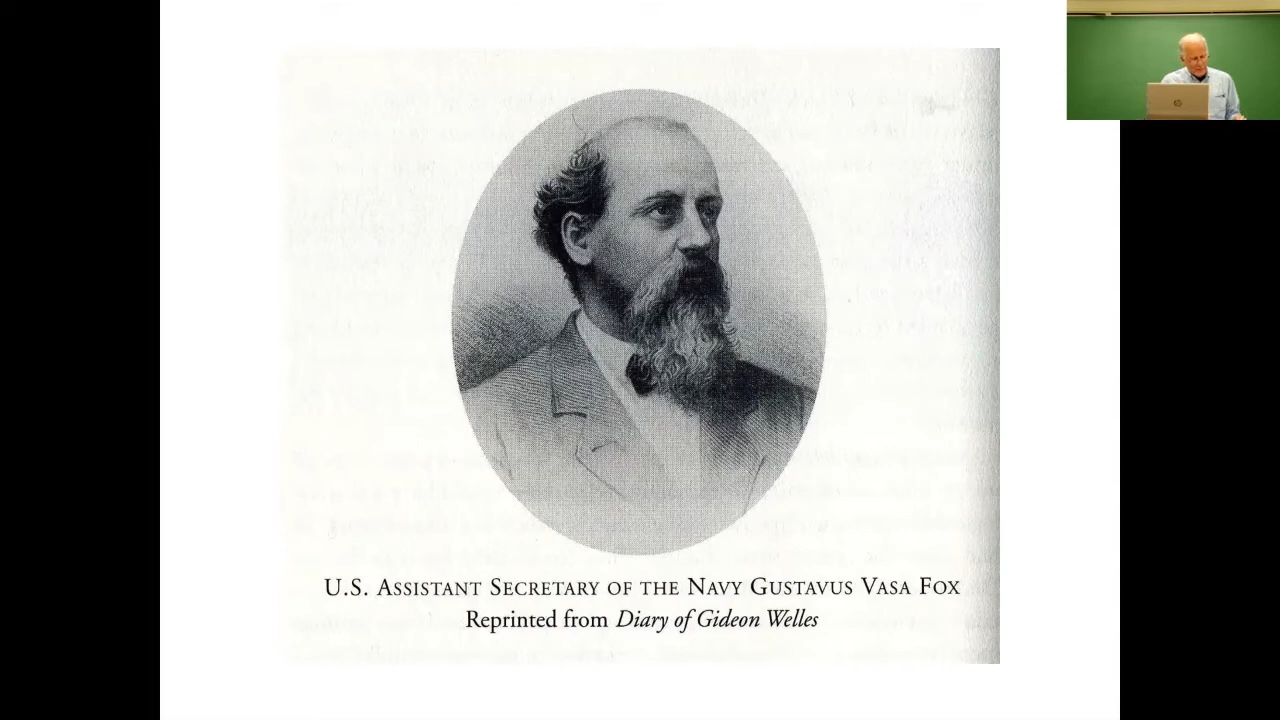 U.S. ASSISTANT SECRETARY OF THE NAVY GUSTAVUS VASA FOX
Reprinted from Diary of Gideon Welles